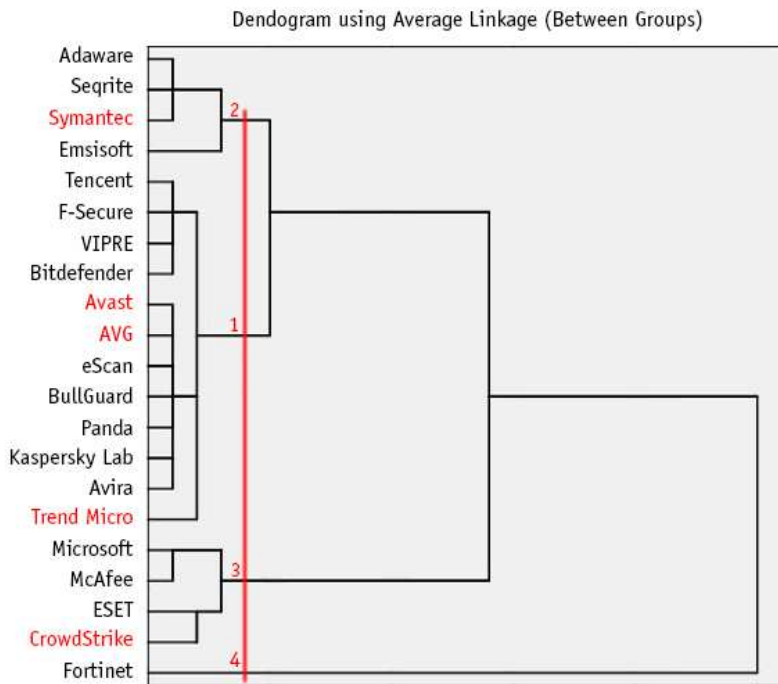 Dendogram using Average Linkage (Between Groups)
Adaware
Seqrite
2
Symantec
Emsisoft
Tencent
F-Secure
VIPRE
Bitdefender
Avast
1
AVG
eScan
BullGuard
Panda
Kaspersky Lab
Avira
Trend Micro
Microsoft
3
McAfee
ESET
CrowdStrike
4
Fortinet